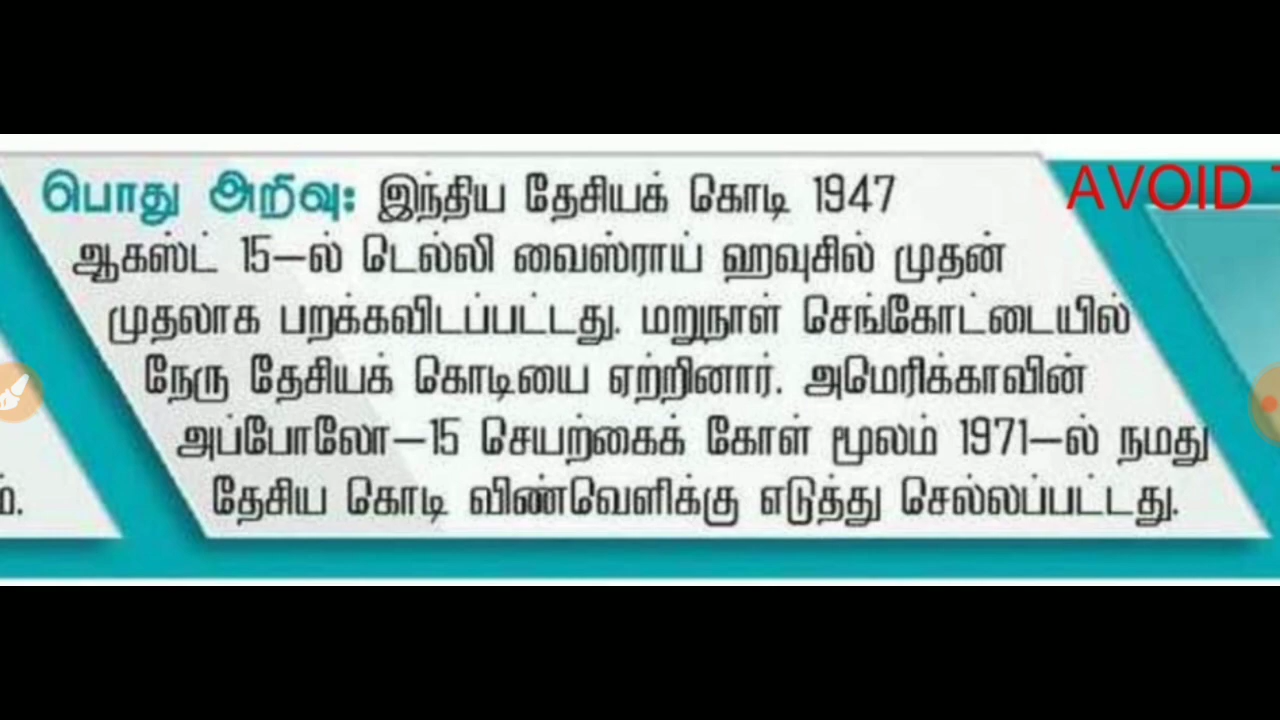 பொது அறிவு: இந்திய தேசியக் கொடி 1947
AVOID
ஆகஸ்ட் 15-ல் டெல்லி வைஸ்ராய் ஹவுசில் முதன்
முதலாக பறக்கவிடப்பட்டது. மறுநாள் செங்கோட்டையில்
நேரு தேசியக் கொடியை ஏற்றினார். அமெரிக்காவின்
அப்போலோ-15 செயற்கைக் கோள் மூலம் 1971-ல் நமது
தேசிய கொடி விண்வெளிக்கு எடுத்து செல்லப்பட்டது.